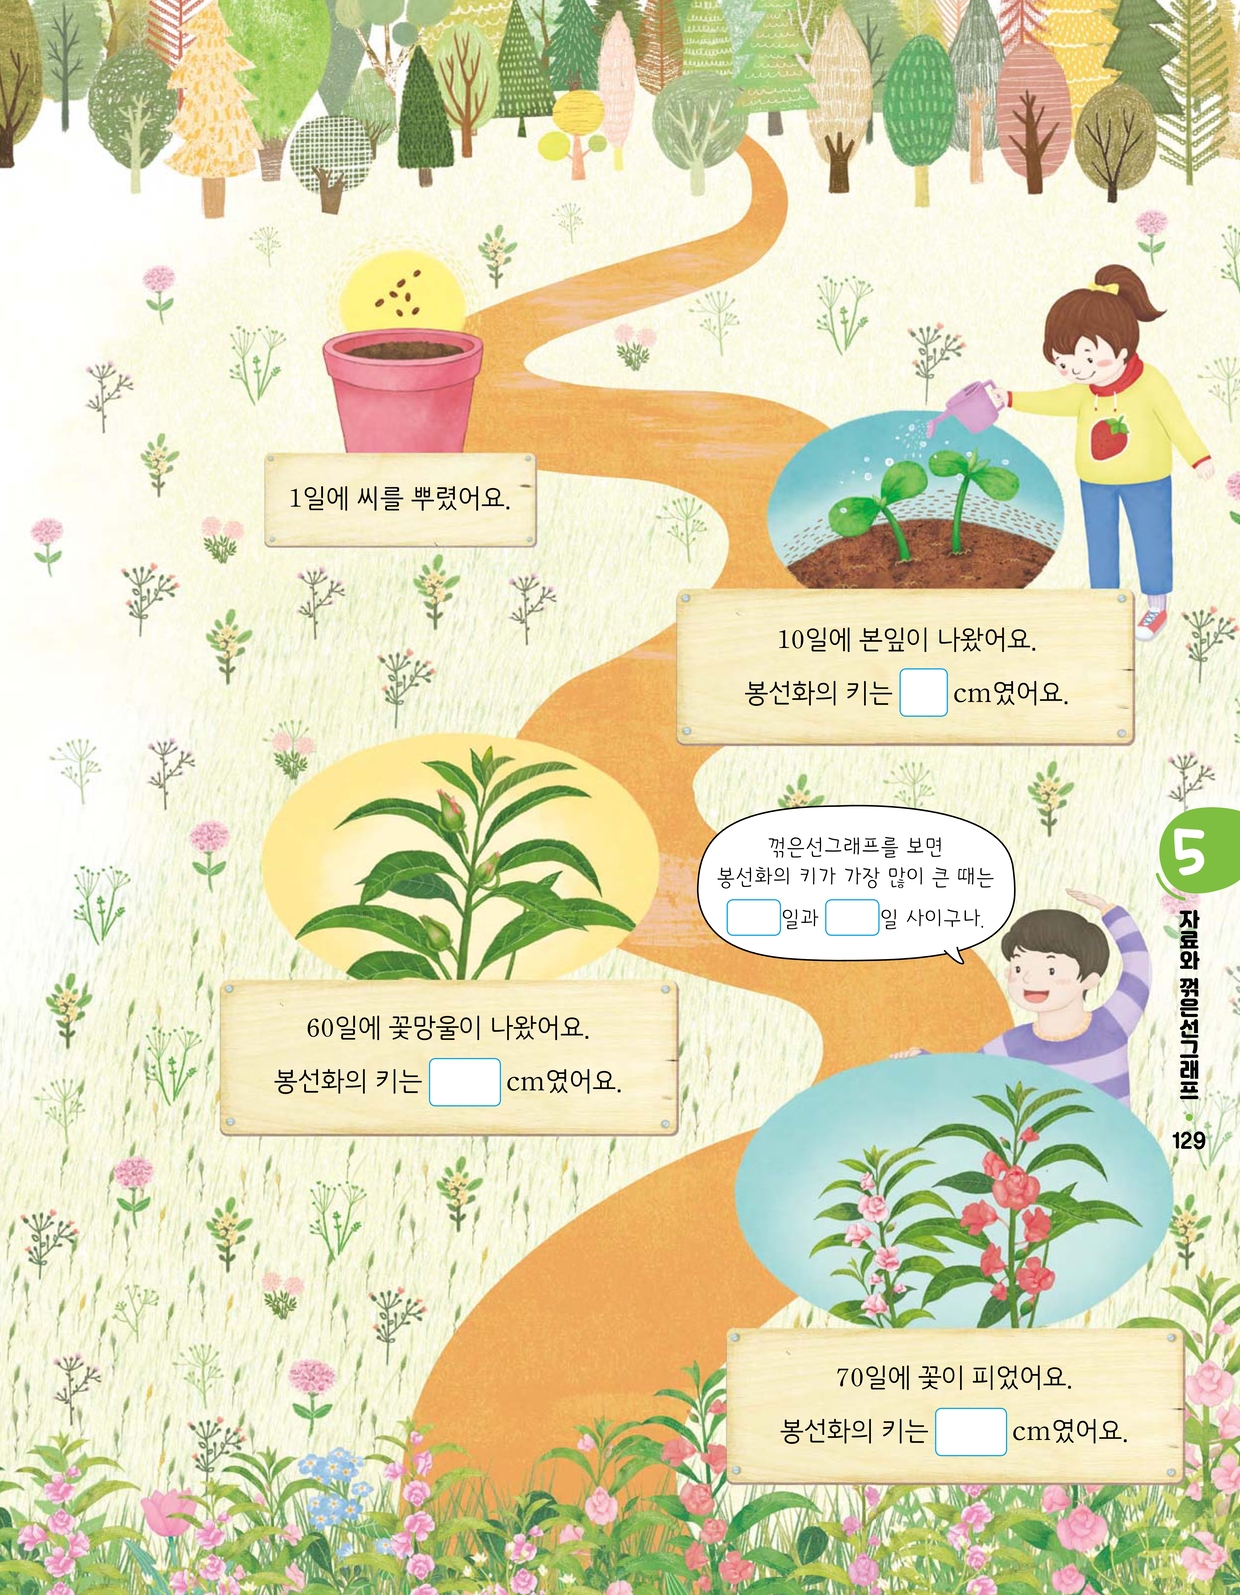 1일에 씨를 뿌렸어요.
10일에 본잎이 나왔어요.
봉선화의 키는 cm였어요.
꺾은선그래프를 보면
봉선화의 키가 가장 많이 큰 때는
일과 일 사이구나.
60일에 꽃망울이 나왔어요.
봉선화의 키는 cm였어요.
70일에 꽃이 피었어요.
봉선화의 키는 cm였어요.
5
자료와 꺾은선그래프
129